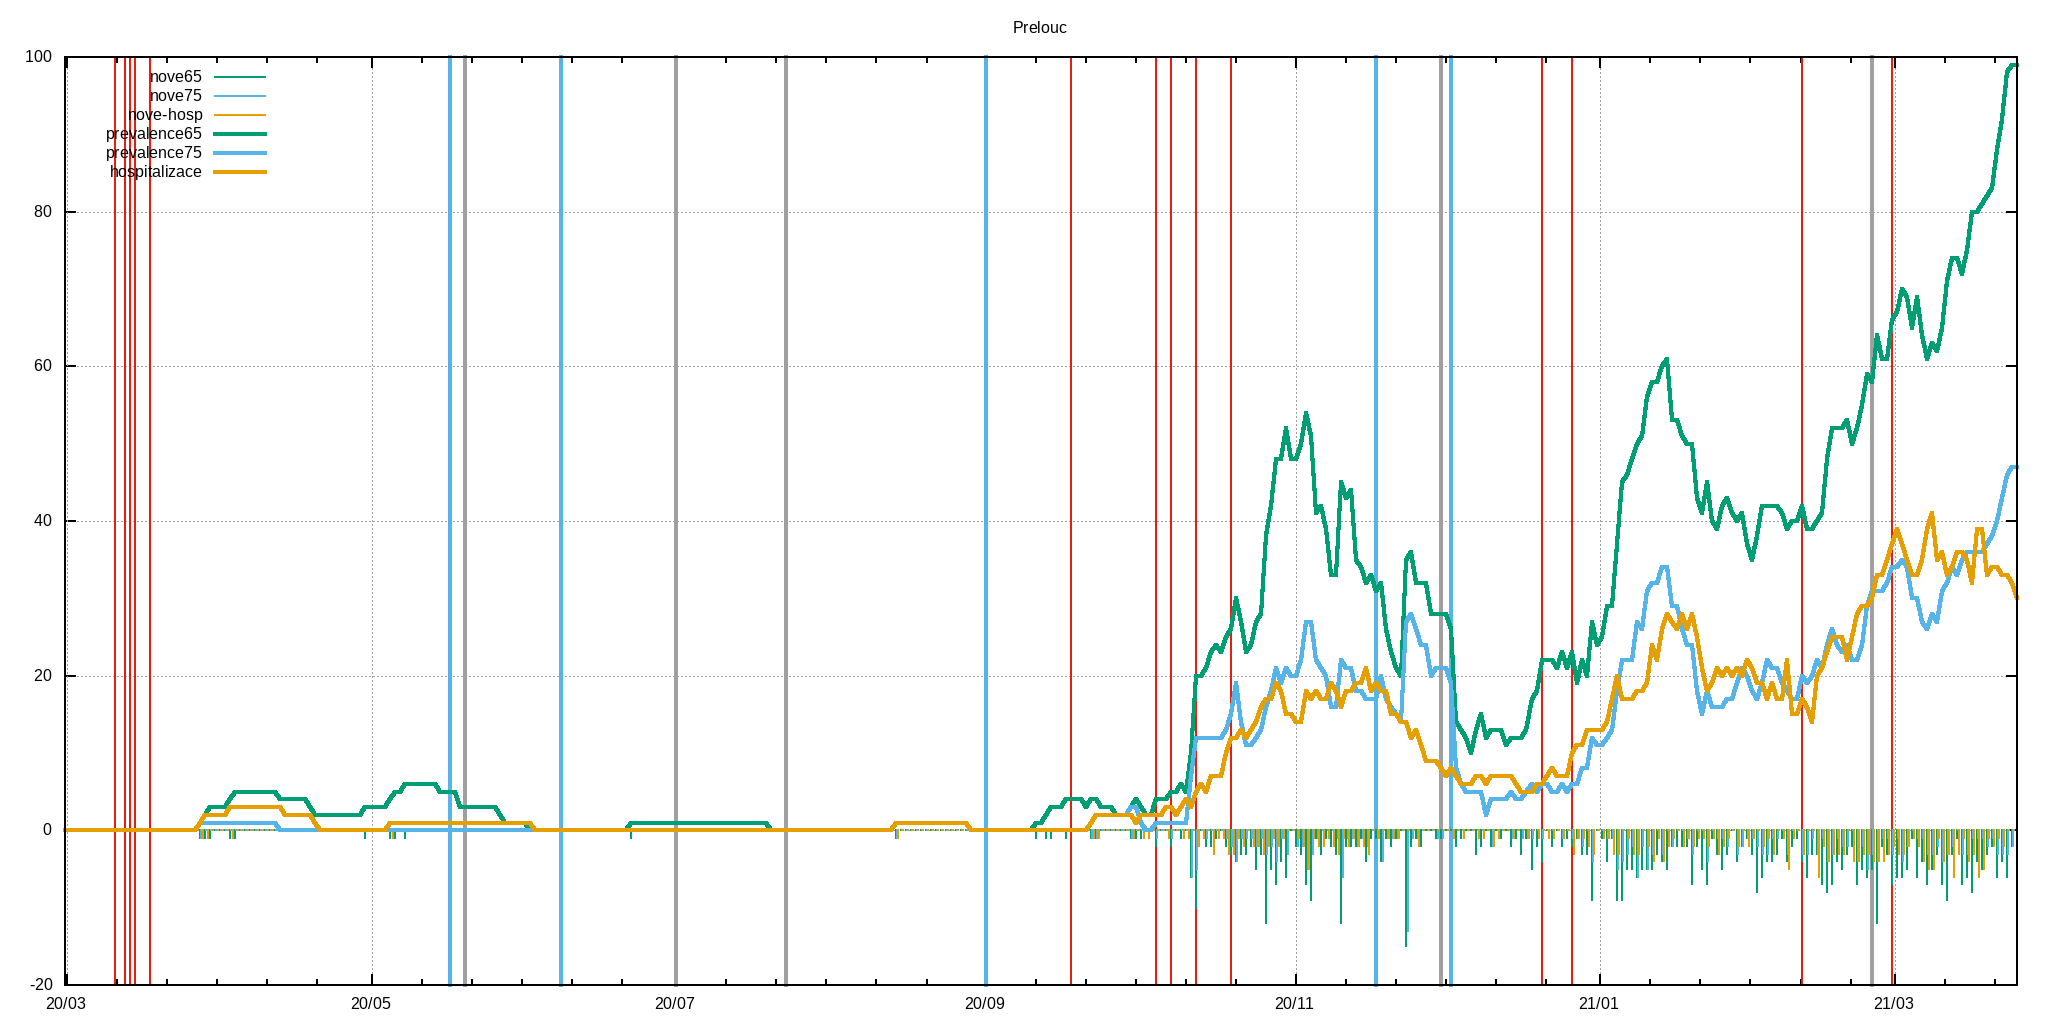 Prelouc
100
80
60
40
20
0
-20
nove65
nove75
nove-hosp
prevalence65
prevalence75
hospitalizace
20/03 20/05 20/07 20/09 20/11 21/01 21/03